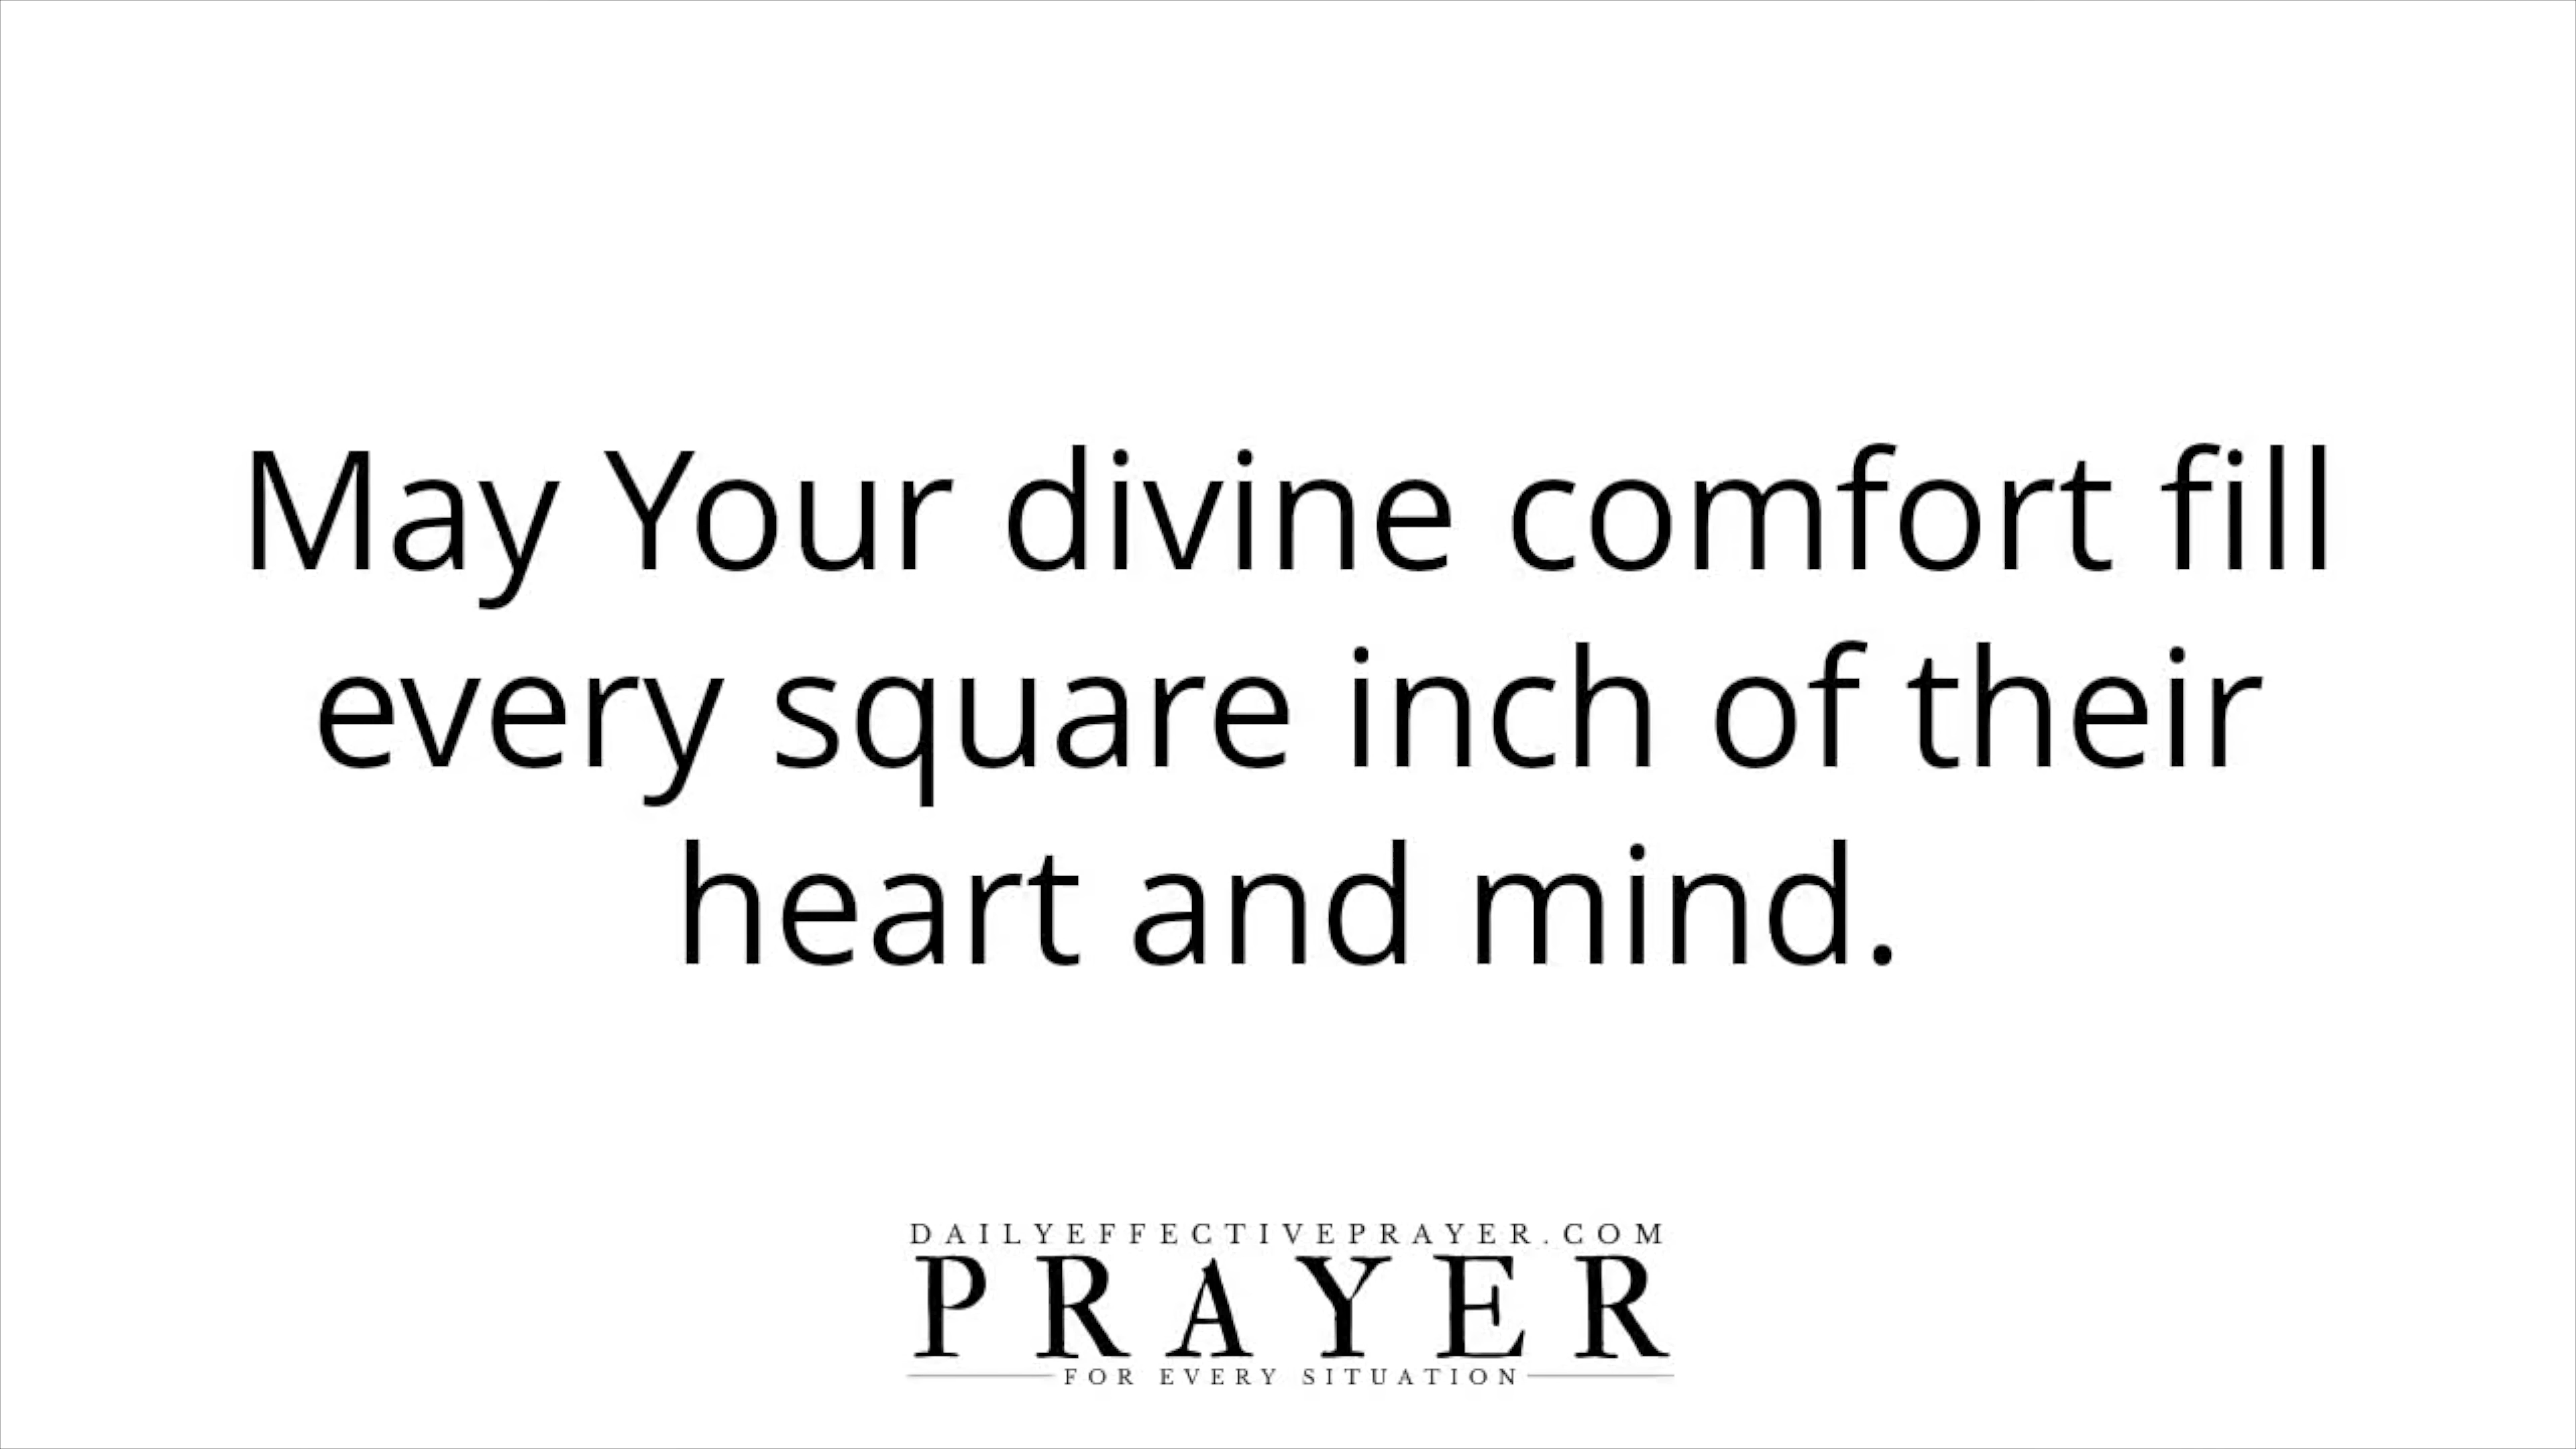 May Your divine comfort fill
every square inch of their
heart and mind.
DAILYEFFECTIVEPRAYER.COM
PRAYER
FOR EVERY SITUATION